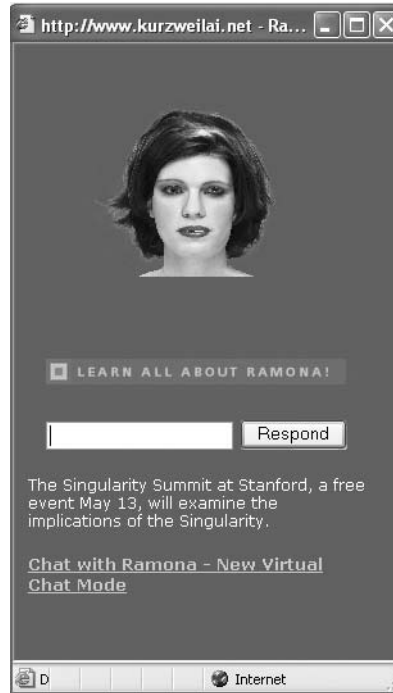 http://www.kurzweilai.net - Ra...
LEARN ALL ABOUT RAMONA!
Respond
The Singularity Summit at Stanford, a free
event May 13, will examine the
implications of the Singularity.
Chat with Ramona - New Virtual
Chat Mode
D
Internet